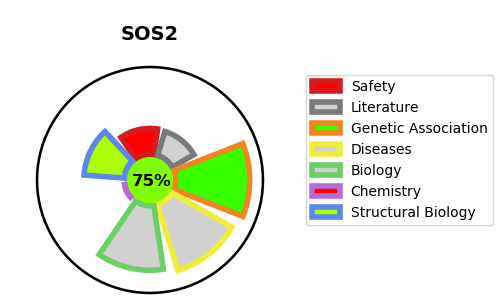 SOS2
75%
Safety
Literature
Genetic Association
Diseases
Biology
Chemistry
Structural Biology